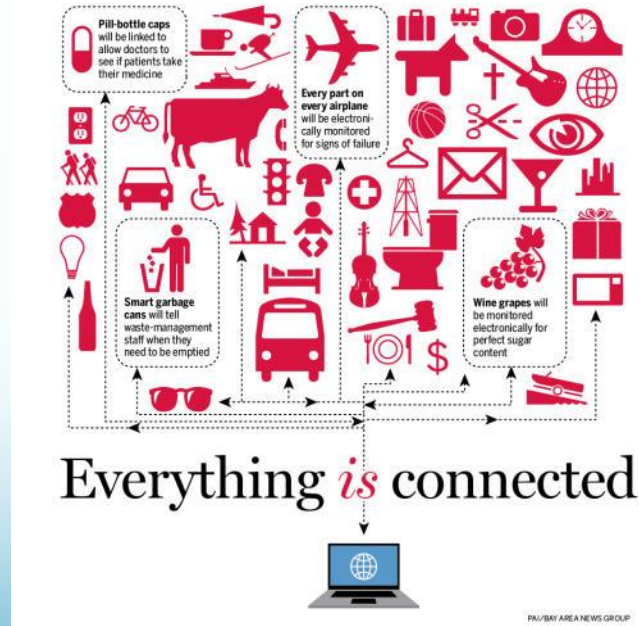 Pill-bottle caps
will be linked to
allow doctors to
see if patients take
their medicine
Every part on
every airplane
will be electroni-
cally monitored
for signs of failure
Smart garbage
cans will tell
waste-management
staff when they
need to be emptied
$
Wine grapes will
be monitored
electronically for
perfect sugar
content
Everything is connected
PAI/BAY AREA NEWS GROUP